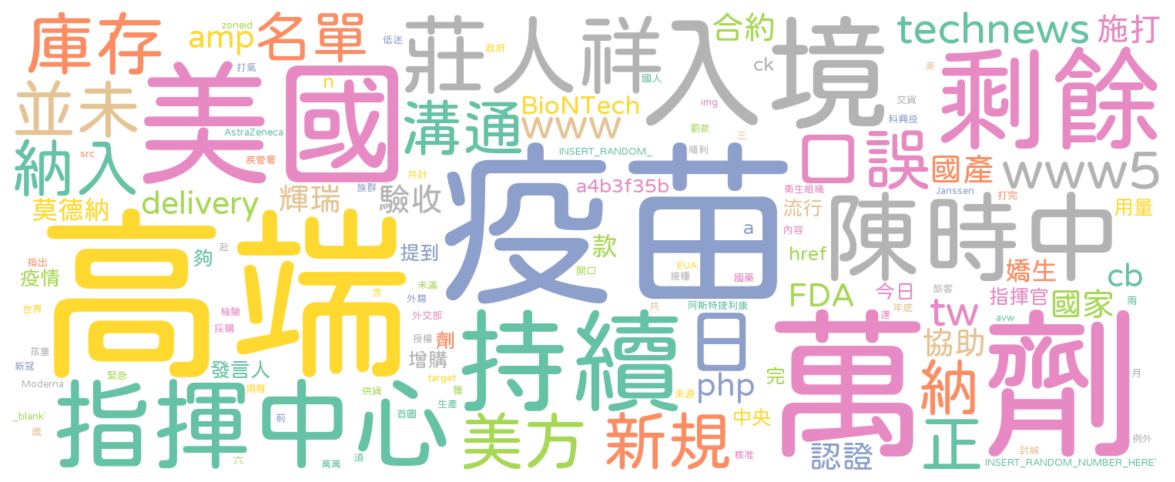 庫存
amp
zoneid
名單
低迷
打氣
政府
莊人祥
國人
合約
ck
入境
technews
施打
美
剩餘
並未
美國
n
溝通
BioNTech
www
img
罰款
三
交貨
科興疫
AstraZeneca
INSERT_RANDOM_
順利
口誤
國產
www5
納入
src
疾管署
共計
族群
a4b3f35b
衛生組織
Janssen
打完
莫德納
delivery
輝瑞
驗收
疫苗
a
流行
陳時中
用量
內容
高端
指出
疫情
夠
赴
提到
款
開口
EUA
接種
國藥
href
嬌生
cb
兩
世界
檢驗
採購
含
未滿
外籍
外交部
共
阿斯特捷利康
FDA
今日
達
年底
指揮官
旅客
國家
tw
avw
孩童
新冠
Moderna
緊急
發言人
捐贈
授權
增購
劑
持續
日
萬劑
協助
月
_blank`
歲
指揮中心
前
供貨
target
獲
首圖
生產
來源
php
完
納
六
萬萬
須
美方
新規
中央
核准
認證
正
封緘
例外
INSERT_RANDOM_NUMBER_HERE`